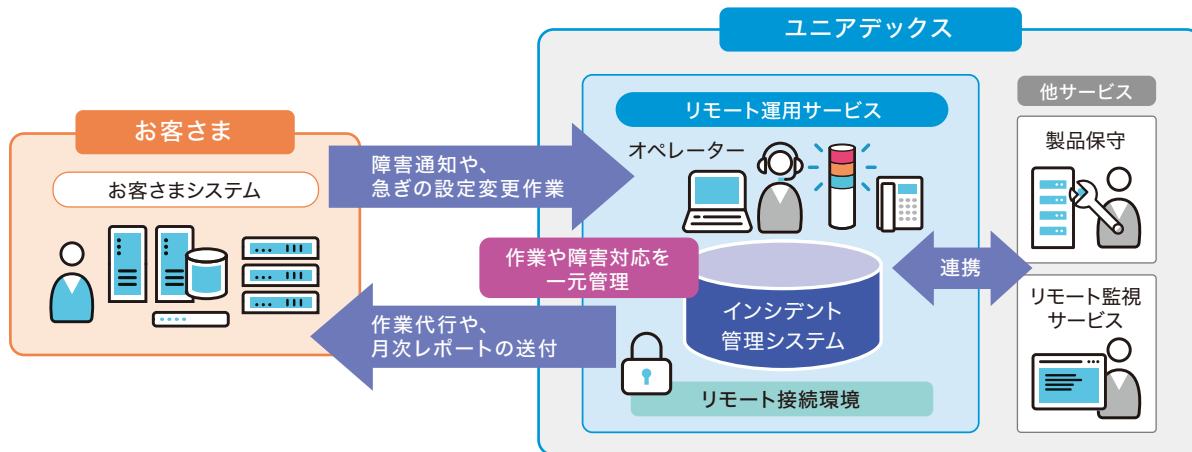 ユニアデックス
お客さま
お客さまシステム
障害通知や、
急ぎの設定変更作業
作業や障害対応を
一元管理
作業代行や、
月次レポートの送付
リモート運用サービス
オペレーター
インシデント
管理システム
リモート接続環境
連携
他サービス
製品保守
リモート監視
サービス